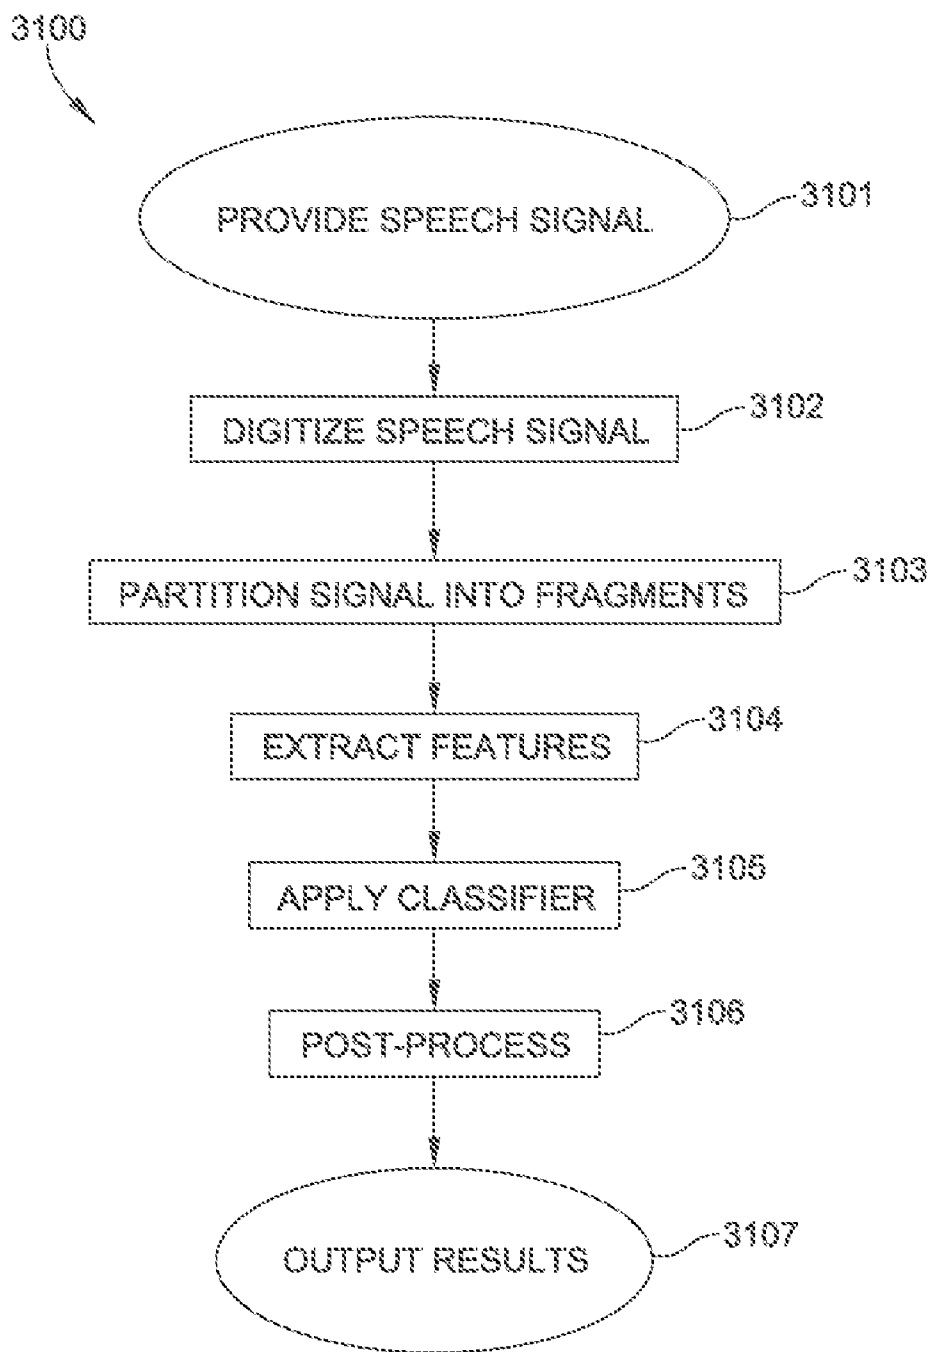 3100
PROVIDE SPEECH SIGNAL
3101
DIGITIZE SPEECH SIGNAL
3102
PARTITION SIGNAL INTO FRAGMENTS
3103
EXTRACT FEATURES
3104
APPLY CLASSIFIER
3105
POST-PROCESS
3106
OUTPUT RESULTS
3107